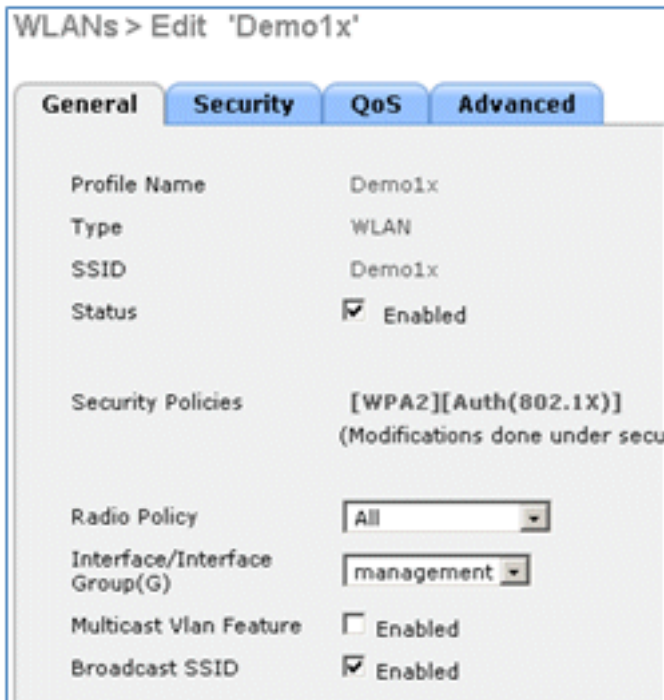 WLANs > Edit 'Demo1x'
General Security QoS Advanced
Profile Name Demo1x
Type WLAN
SSID Demo1x
Status Enabled
Security Policies [WPA2][Auth(802.1X)]
(Modifications done under secu
Radio Policy All
Interface/Interface
Group(G) management
Multicast Vlan Feature Enabled
Broadcast SSID Enabled